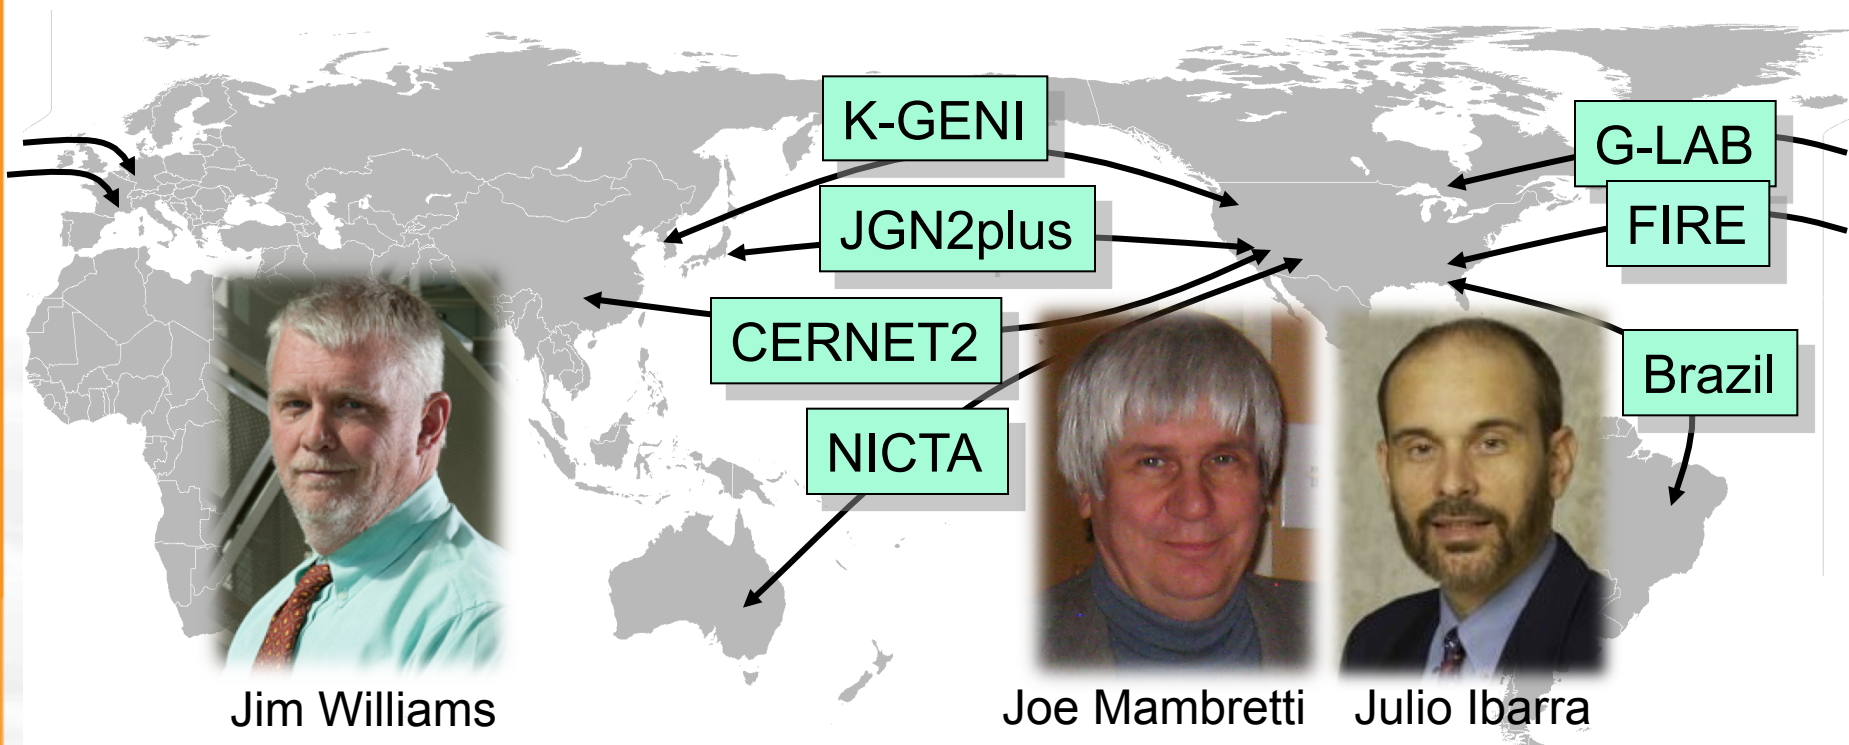 K-GENI
G-LAB
JGN2plus
FIRE
CERNET2
Brazil
NICTA
Jim Williams
Joe Mambretti
Julio Ibarra